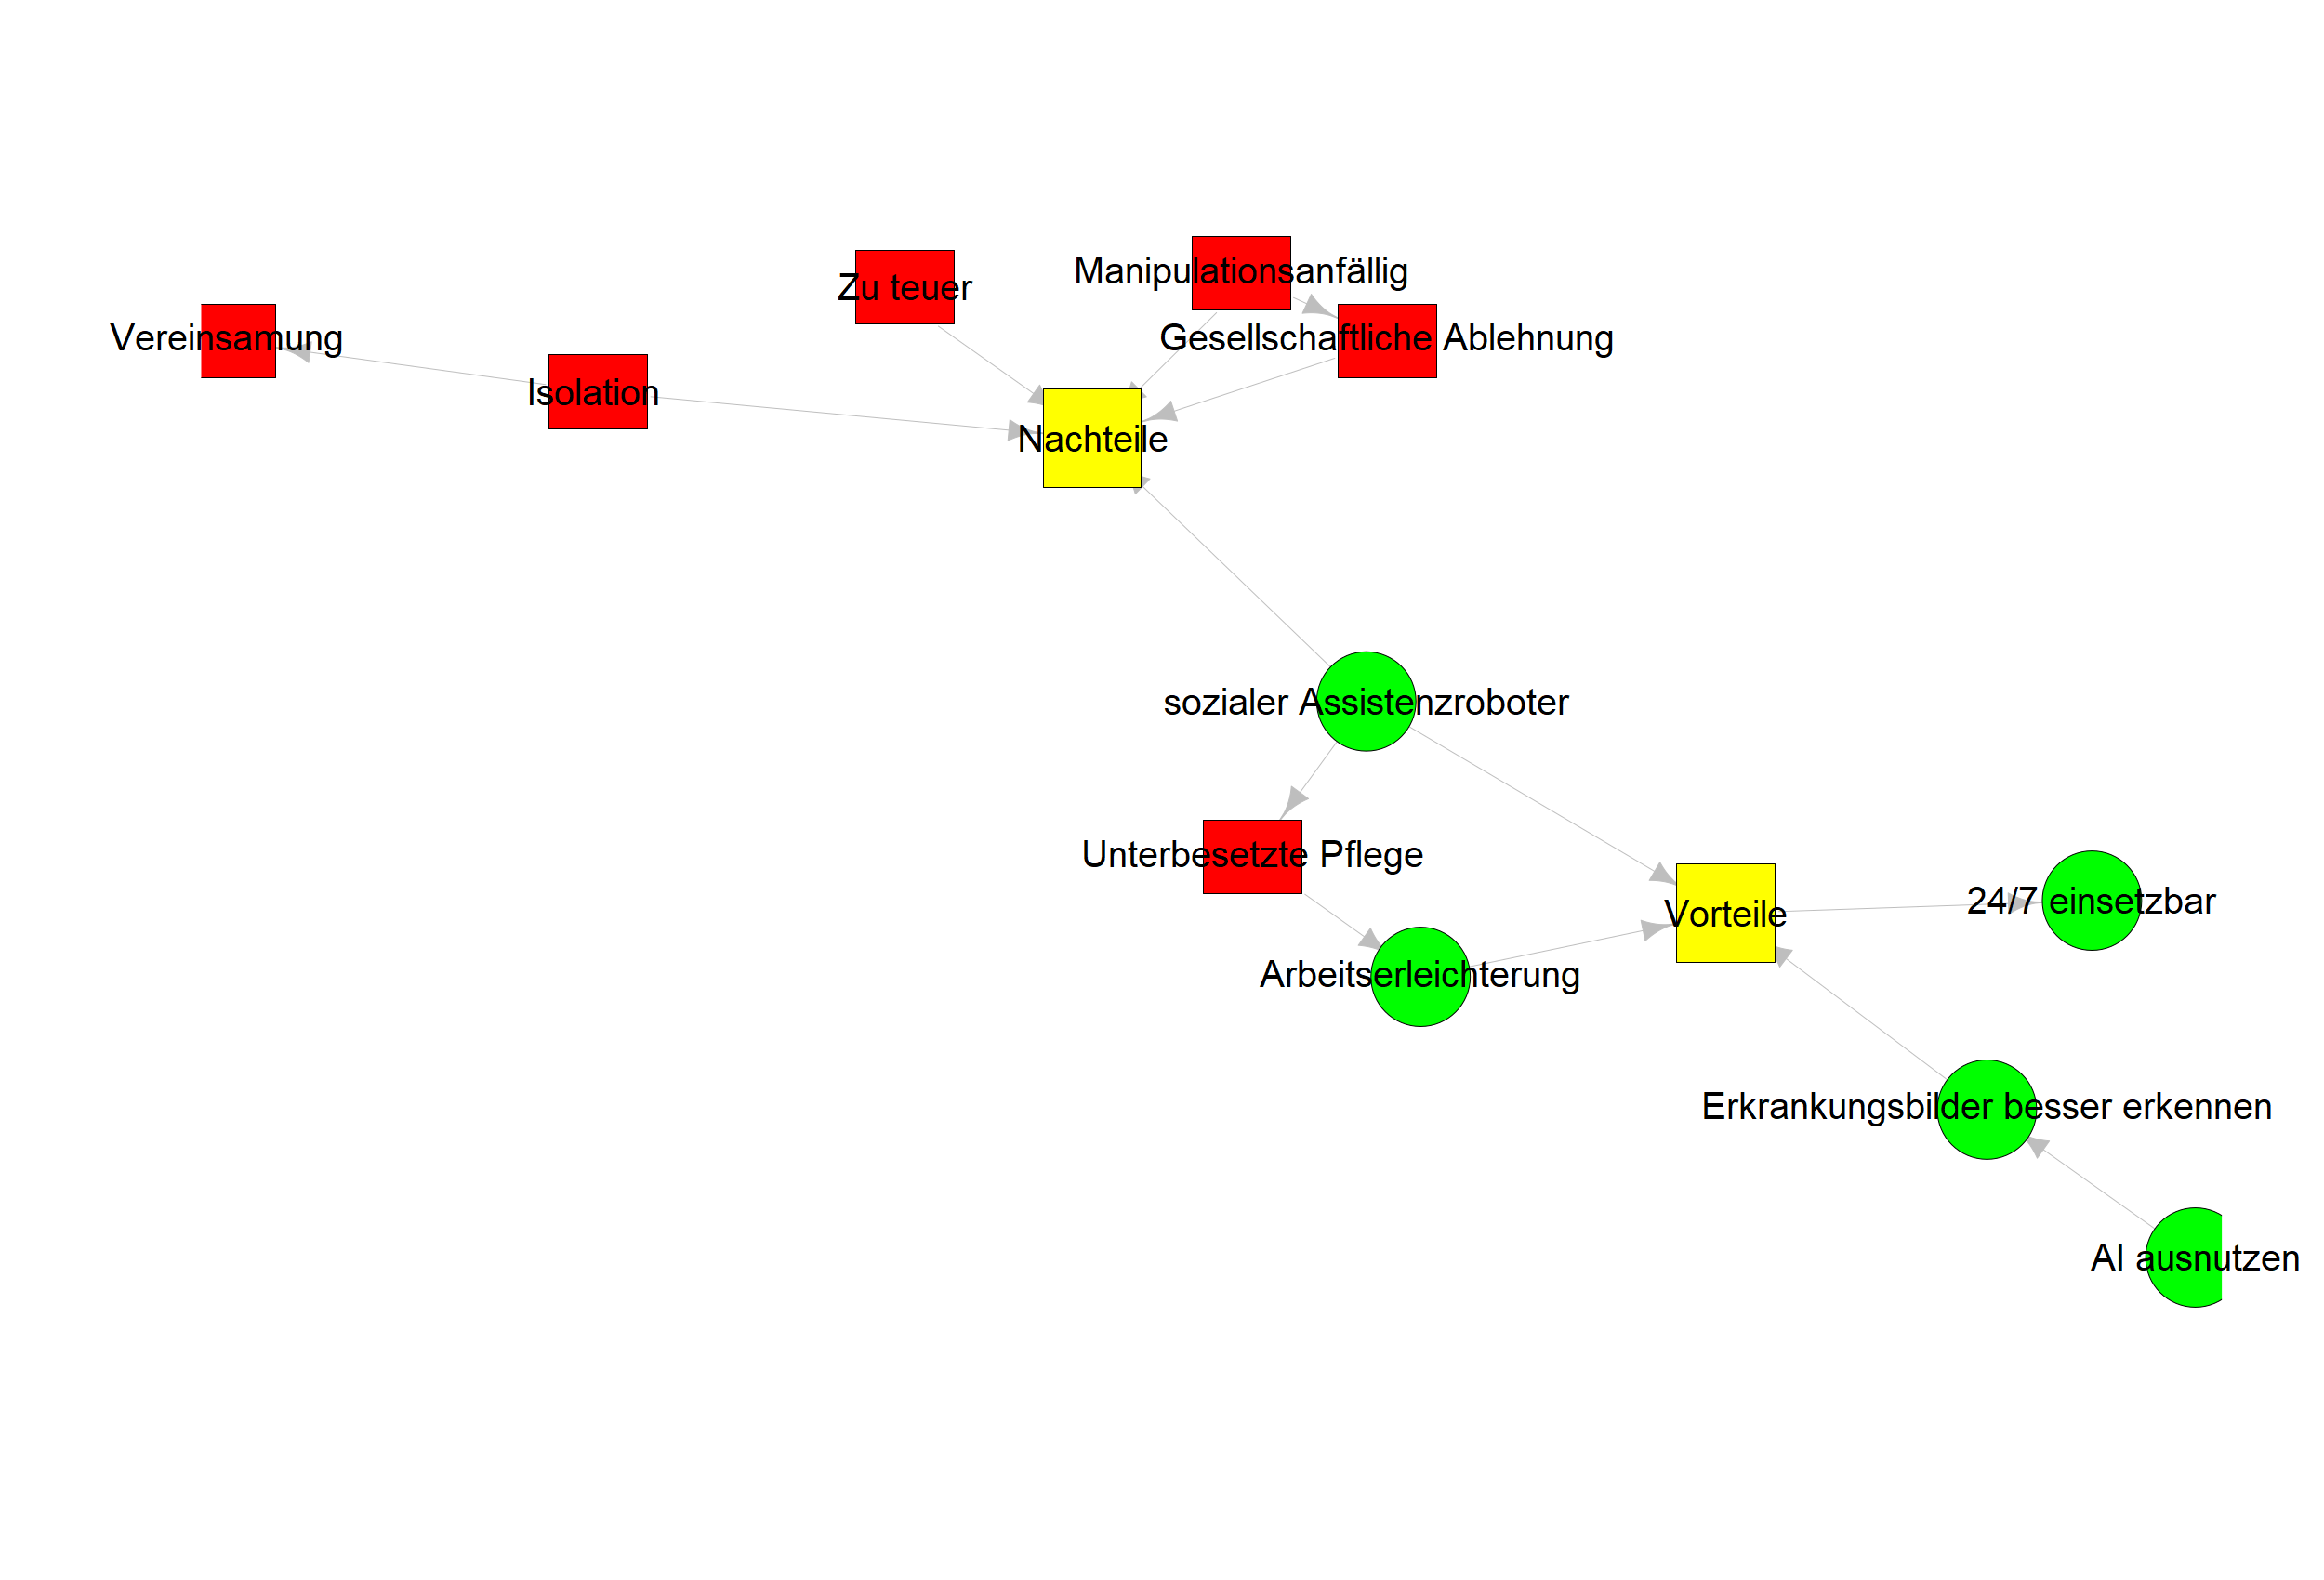 Manipulationsanfällig
Zu teuer
Vereinsamung
Gesellschaftliche Ablehnung
Isolation
Nachteile
sozialer Assistenzroboter
Unterbesetzte Pflege
24/7 einsetzbar
Vorteile
Arbeitserleichterung
Erkrankungsbilder besser erkennen
AI ausnutzen